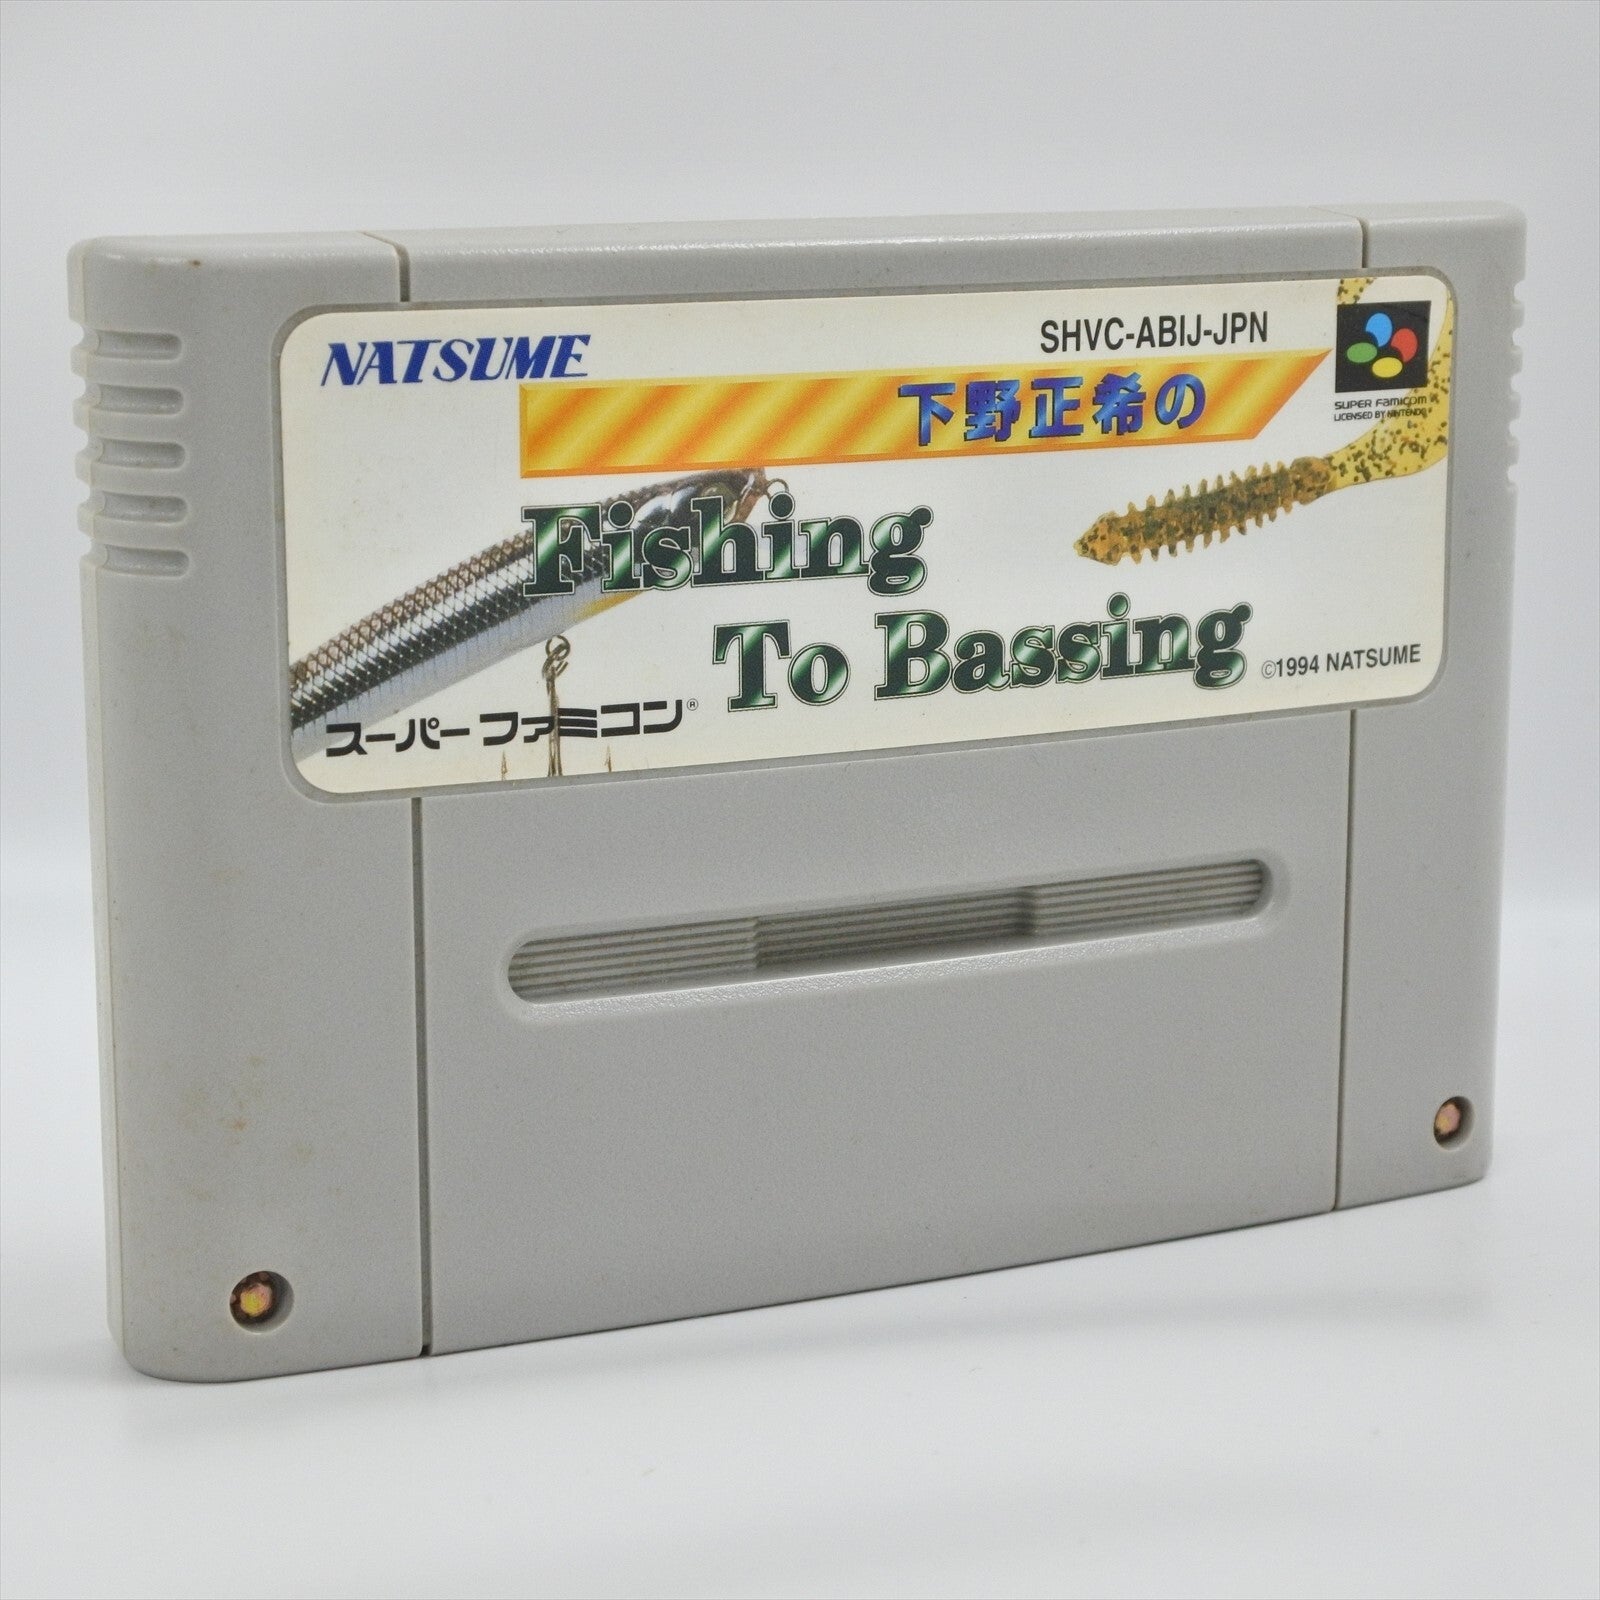 NATSUME
SHVC-ABIJ-JPN
下野正希の
SUPER FAMICOM
LICENSED BY NINTENDO
Fishing
To Bassing
©1994 NATSUME
スーパーファミコン®